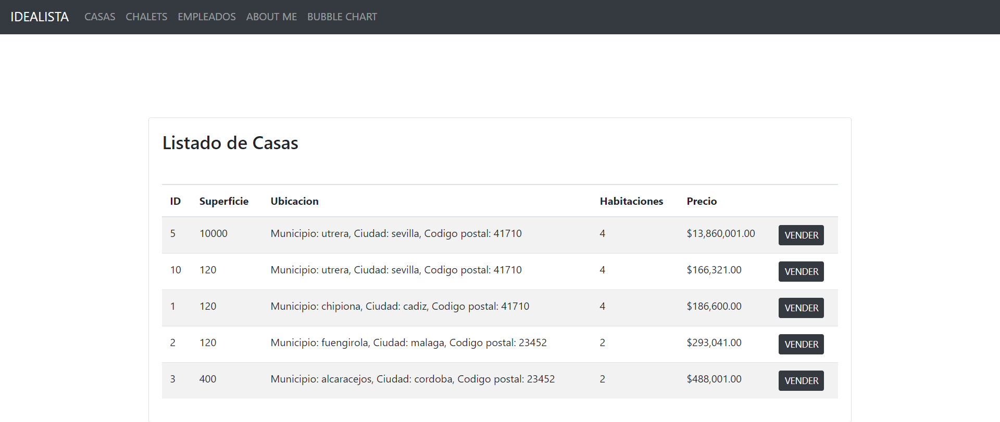 IDEALISTA CASAS CHALETS EMPLEADOS ABOUT ME BUBBLE CHART
Listado de Casas
ID Superficie Ubicacion Habitaciones Precio
5 10000 Municipio: utrera, Ciudad: sevilla, Codigo postal: 41710 4 $13,860,001.00 VENDER
10 120 Municipio: utrera, Ciudad: sevilla, Codigo postal: 41710 4 $166,321.00 VENDER
1 120 Municipio: chipiona, Ciudad: cadiz, Codigo postal: 41710 4 $186,600.00 VENDER
2 120 Municipio: fuengirola, Ciudad: malaga, Codigo postal: 23452 2 $293,041.00 VENDER
3 400 Municipio: alcaracejos, Ciudad: cordoba, Codigo postal: 23452 2 $488,001.00 VENDER